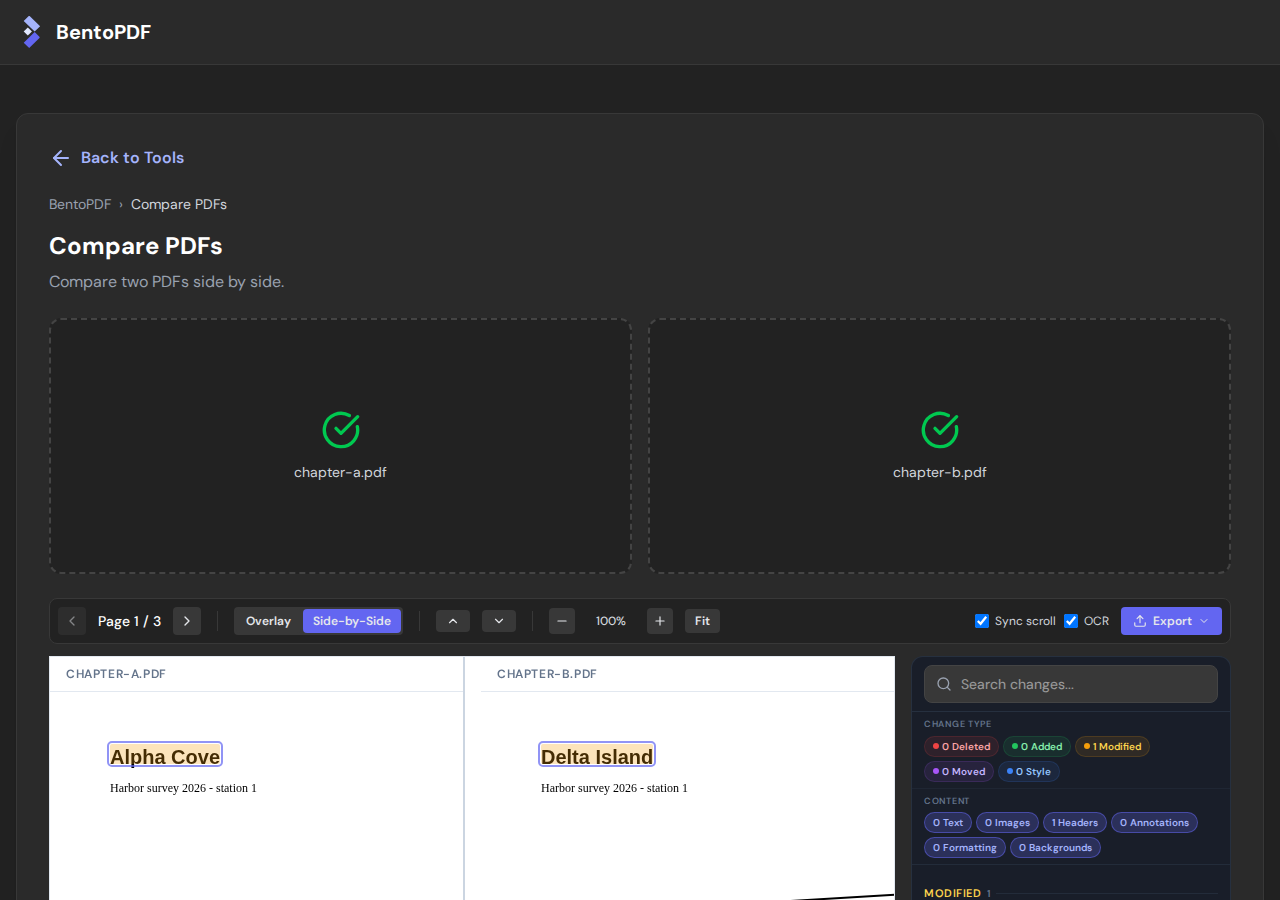 BentoPDF
Back to Tools
BentoPDF › Compare PDFs
Compare PDFs
Compare two PDFs side by side.
chapter-a.pdf
chapter-b.pdf
Page 1 / 3
Overlay
Side-by-Side
100%
Fit
Sync scroll
OCR
Export
CHAPTER-A.PDF
CHAPTER-B.PDF
Alpha Cove
Delta Island
Harbor survey 2026 - station 1
Harbor survey 2026 - station 1
Search changes...
CHANGE TYPE
0 Deleted
0 Added
1 Modified
0 Moved
0 Style
CONTENT
0 Text
0 Images
1 Headers
0 Annotations
0 Formatting
0 Backgrounds
MODIFIED 1